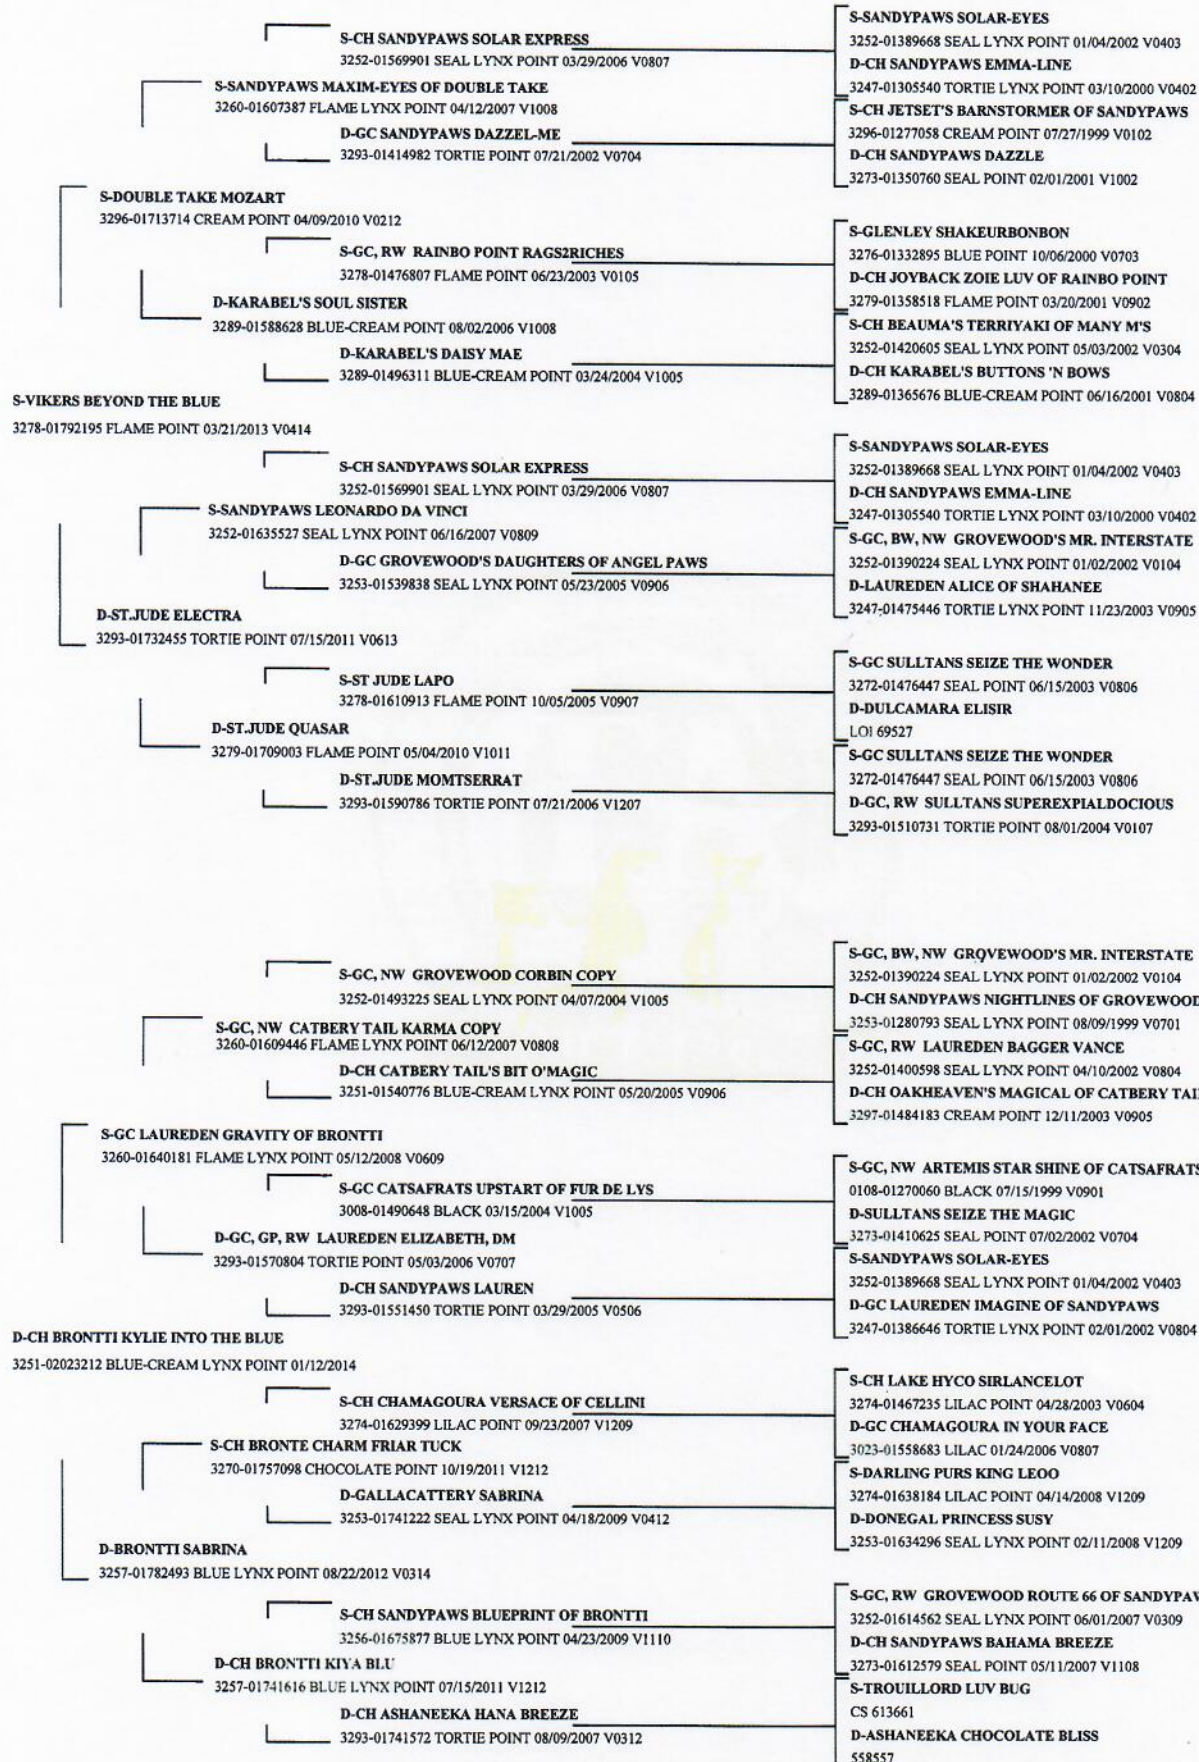 S-SANDYPAWS SOLAR-EYES
S-CH SANDYPAWS SOLAR EXPRESS
3252-01389668 SEAL LYNX POINT 01/04/2002 V0403
3252-01569901 SEAL LYNX POINT 03/29/2006 V0807
D-CH SANDYPAWS EMMA-LINE
S-SANDYPAWS MAXIM-EYES OF DOUBLE TAKE
3247-01305540 TORTIE LYNX POINT 03/10/2000 V0402
3260-01607387 FLAME LYNX POINT 04/12/2007 V1008
S-CH JETSET'S BARNSTORMER OF SANDYPAWS
D-GC SANDYPAWS DAZZEL-ME
3296-01277058 CREAM POINT 07/27/1999 V0102
3293-01414982 TORTIE POINT 07/21/2002 V0704
D-CH SANDYPAWS DAZZLE
3273-01350760 SEAL POINT 02/01/2001 V1002
S-DOUBLE TAKE MOZART
3296-01713714 CREAM POINT 04/09/2010 V0212
S-GLENLEY SHAKEURBONBON
S-GC, RW RAINBO POINT RAGS2RICHES
3276-01332895 BLUE POINT 10/06/2000 V0703
3278-01476807 FLAME POINT 06/23/2003 V0105
D-CH JOYBACK ZOIE LUV OF RAINBO POINT
D-KARABEL'S SOUL SISTER
3279-01358518 FLAME POINT 03/20/2001 V0902
3289-01588628 BLUE-CREAM POINT 08/02/2006 V1008
S-CH BEAUMA'S TERRIYAKI OF MANY M'S
D-KARABEL'S DAISY MAE
3252-01420605 SEAL LYNX POINT 05/03/2002 V0304
3289-01496311 BLUE-CREAM POINT 03/24/2004 V1005
D-CH KARABEL'S BUTTONS 'N BOWS
3289-01365676 BLUE-CREAM POINT 06/16/2001 V0804
S-VIKERS BEYOND THE BLUE
3278-01792195 FLAME POINT 03/21/2013 V0414
S-SANDYPAWS SOLAR-EYES
S-CH SANDYPAWS SOLAR EXPRESS
3252-01389668 SEAL LYNX POINT 01/04/2002 V0403
3252-01569901 SEAL LYNX POINT 03/29/2006 V0807
D-CH SANDYPAWS EMMA-LINE
S-SANDYPAWS LEONARDO DA VINCI
3247-01305540 TORTIE LYNX POINT 03/10/2000 V0402
3252-01635527 SEAL LYNX POINT 06/16/2007 V0809
S-GC, BW, NW GROVEWOOD'S MR. INTERSTATE
D-GC GROVEWOOD'S DAUGHTERS OF ANGEL PAWS
3252-01390224 SEAL LYNX POINT 01/02/2002 V0104
3253-01539838 SEAL LYNX POINT 05/23/2005 V0906
D-LAUREDEN ALICE OF SHAHANEE
3247-01475446 TORTIE LYNX POINT 11/23/2003 V0905
D-ST.JUDE ELECTRA
3293-01732455 TORTIE POINT 07/15/2011 V0613
S-GC SULLTANS SEIZE THE WONDER
S-ST JUDE LAPO
3272-01476447 SEAL POINT 06/15/2003 V0806
3278-01610913 FLAME POINT 10/05/2005 V0907
D-DULCAMARA ELISIR
D-ST.JUDE QUASAR
LOI 69527
3279-01709003 FLAME POINT 05/04/2010 V1011
S-GC SULLTANS SEIZE THE WONDER
D-ST.JUDE MOMTSERRAT
3272-01476447 SEAL POINT 06/15/2003 V0806
3293-01590786 TORTIE POINT 07/21/2006 V1207
D-GC, RW SULLTANS SUPEREXPIALDOCIOUS
3293-01510731 TORTIE POINT 08/01/2004 V0107
S-GC, BW, NW GROVEWOOD'S MR. INTERSTATE
S-GC, NW GROVEWOOD CORBIN COPY
3252-01390224 SEAL LYNX POINT 01/02/2002 V0104
3252-01493225 SEAL LYNX POINT 04/07/2004 V1005
D-CH SANDYPAWS NIGHTLINES OF GROVEWOOD
S-GC, NW CATBERY TAIL KARMA COPY
3253-01280793 SEAL LYNX POINT 08/09/1999 V0701
3260-01609446 FLAME LYNX POINT 06/12/2007 V0808
S-GC, RW LAUREDEN BAGGER VANCE
D-CH CATBERY TAIL'S BIT O'MAGIC
3252-01400598 SEAL LYNX POINT 04/10/2002 V0804
3251-01540776 BLUE-CREAM LYNX POINT 05/20/2005 V0906
D-CH OAKHEAVEN'S MAGICAL OF CATBERY TAIL
3297-01484183 CREAM POINT 12/11/2003 V0905
S-GC LAUREDEN GRAVITY OF BRONTTI
3260-01640181 FLAME LYNX POINT 05/12/2008 V0609
S-GC, NW ARTEMIS STAR SHINE OF CATSAFRATS
S-GC CATSAFRATS UPSTART OF FUR DE LYS
0108-01270060 BLACK 07/15/1999 V0901
3008-01490648 BLACK 03/15/2004 V1005
D-SULLTANS SEIZE THE MAGIC
D-GC, GP, RW LAUREDEN ELIZABETH, DM
3273-01410625 SEAL POINT 07/02/2002 V0704
3293-01570804 TORTIE POINT 05/03/2006 V0707
S-SANDYPAWS SOLAR-EYES
D-CH SANDYPAWS LAUREN
3252-01389668 SEAL LYNX POINT 01/04/2002 V0403
3293-01551450 TORTIE POINT 03/29/2005 V0506
D-GC LAUREDEN IMAGINE OF SANDYPAWS
3247-01386646 TORTIE LYNX POINT 02/01/2002 V0804
D-CH BRONTTI KYLIE INTO THE BLUE
3251-02023212 BLUE-CREAM LYNX POINT 01/12/2014
S-CH LAKE HYCO SIRLANCELOT
S-CH CHAMAGOURA VERSACE OF CELLINI
3274-01467235 LILAC POINT 04/28/2003 V0604
3274-01629399 LILAC POINT 09/23/2007 V1209
D-GC CHAMAGOURA IN YOUR FACE
S-CH BRONTE CHARM FRIAR TUCK
3023-01558683 LILAC 01/24/2006 V0807
3270-01757098 CHOCOLATE POINT 10/19/2011 V1212
S-DARLING PURS KING LEOO
D-GALLACATTERY SABRINA
3274-01638184 LILAC POINT 04/14/2008 V1209
3253-01741222 SEAL LYNX POINT 04/18/2009 V0412
D-DONEGAL PRINCESS SUSY
3253-01634296 SEAL LYNX POINT 02/11/2008 V1209
D-BRONTTI SABRINA
3257-01782493 BLUE LYNX POINT 08/22/2012 V0314
S-GC, RW GROVEWOOD ROUTE 66 OF
S-CH SANDYPAWS BLUEPRINT OF BRONTTI
3252-01614562 SEAL LYNX POINT 06/01/2007 V0309
3256-01675877 BLUE LYNX POINT 04/23/2009 V1110
D-CH SANDYPAWS BAHAMA BREEZE
D-CH BRONTTI KIYA BLU
3273-01612579 SEAL POINT 05/11/2007 V1108
3257-01741616 BLUE LYNX POINT 07/15/2011 V1212
S-TROUILLORD LUV BUG
D-CH ASHANEEKA HANA BREEZE
CS 613661
3293-01741572 TORTIE POINT 08/09/2007 V0312
D-ASHANEEKA CHOCOLATE BLISS
558557